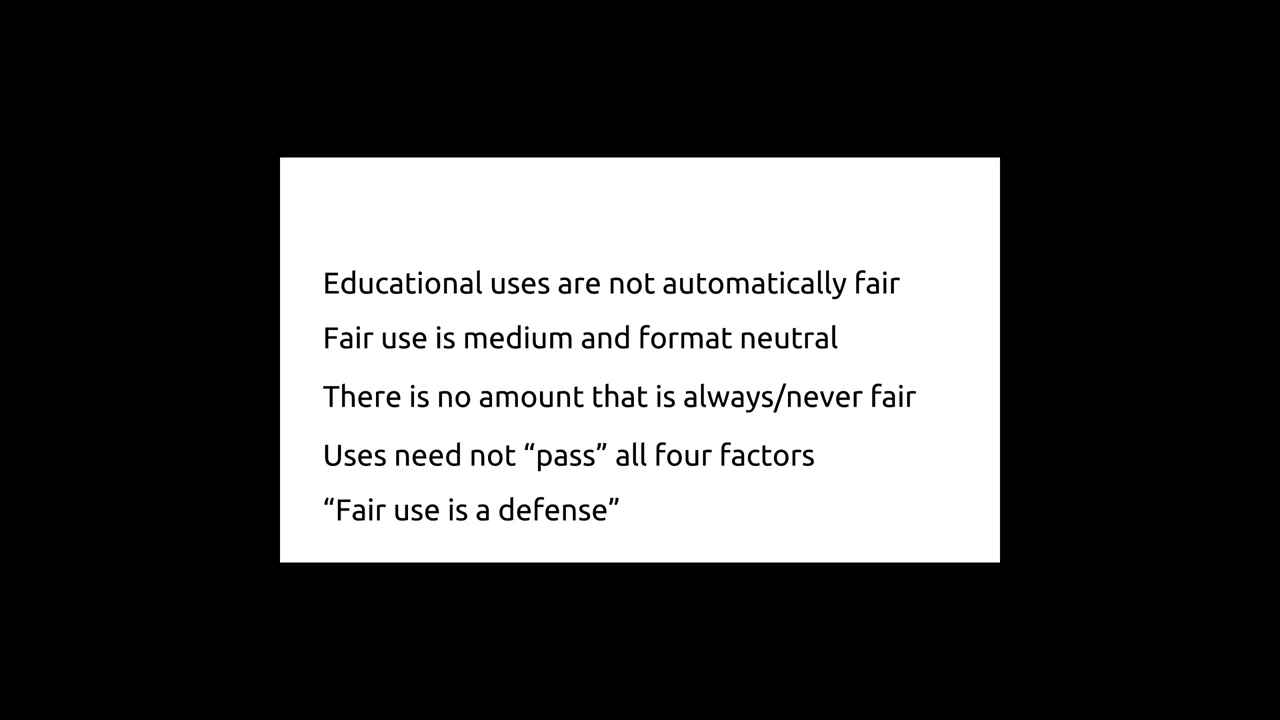 Educational uses are not automatically fair
Fair use is medium and format neutral
There is no amount that is always/never fair
Uses need not “pass” all four factors
“Fair use is a defense”